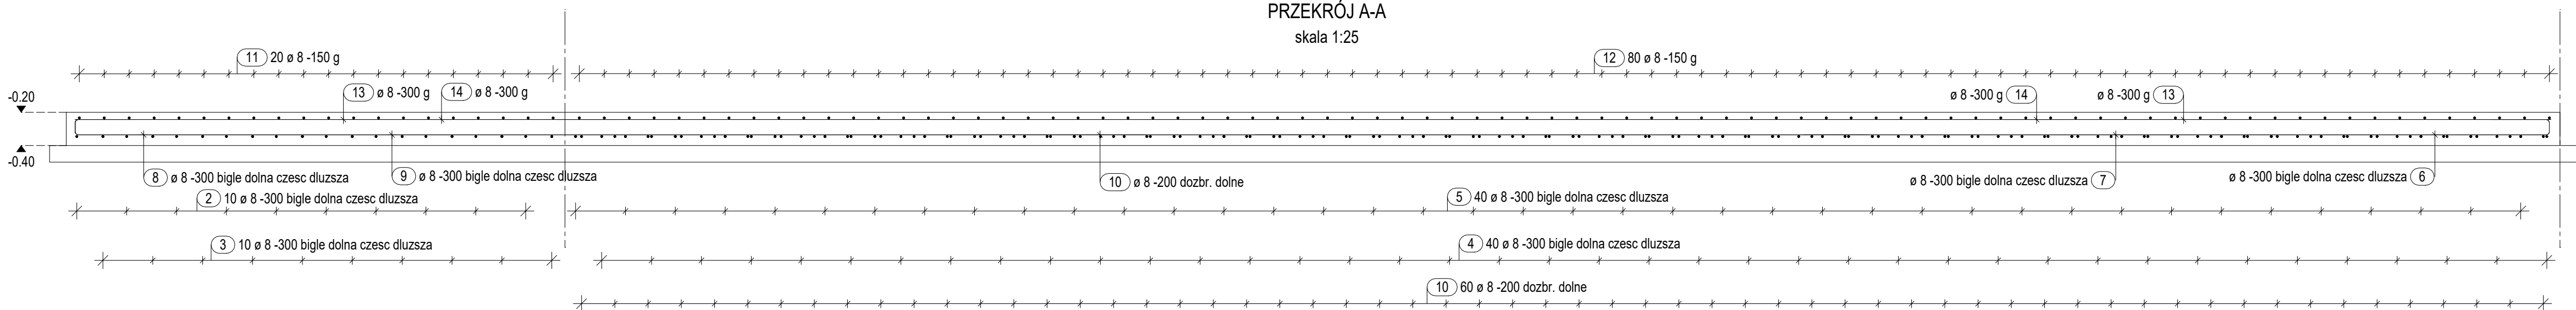 PRZEKRÓJ A-A
skala 1:25
11 20 ø 8 -150 g
12 80 ø 8 -150 g
-0.20
13 ø 8 -300 g
14 ø 8 -300 g
ø 8 -300 g 14
ø 8 -300 g 13
-0.40
8 ø 8 -300 bigle dolna czesc dluzsza
9 ø 8 -300 bigle dolna czesc dluzsza
10 ø 8 -200 dozbr. dolne
ø 8 -300 bigle dolna czesc dluzsza 7
ø 8 -300 bigle dolna czesc dluzsza 6
2 10 ø 8 -300 bigle dolna czesc dluzsza
5 40 ø 8 -300 bigle dolna czesc dluzsza
3 10 ø 8 -300 bigle dolna czesc dluzsza
4 40 ø 8 -300 bigle dolna czesc dluzsza
10 60 ø 8 -200 dozbr. dolne